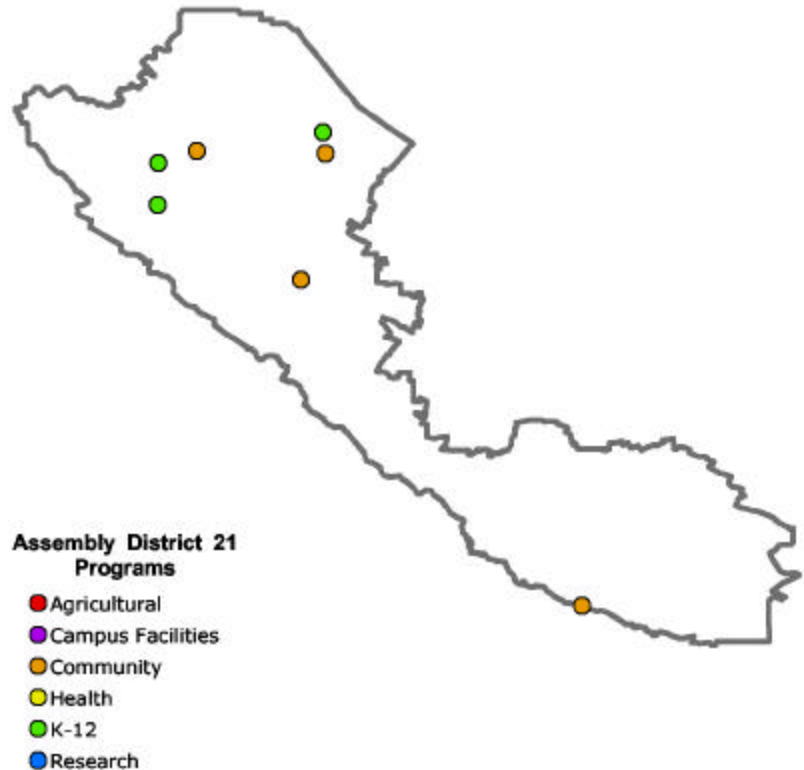 Assembly District 21
Programs
Agricultural
Campus Facilities
Community
Health
K-12
Research